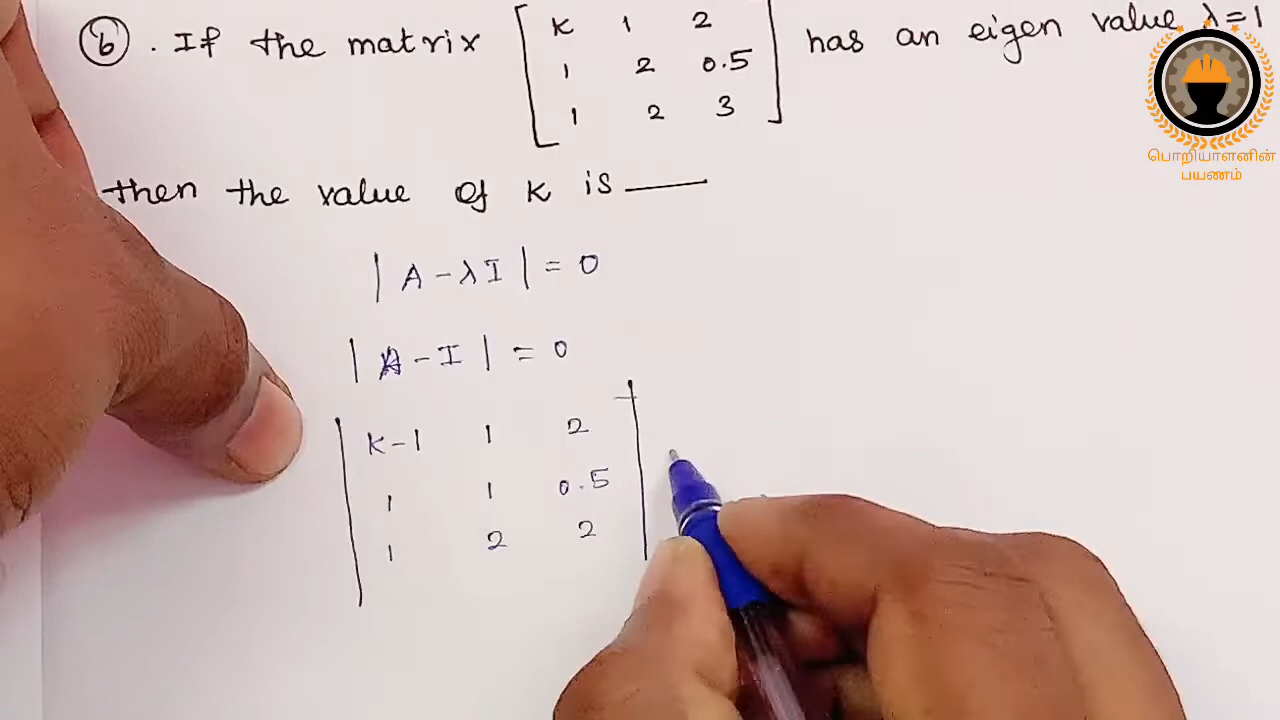 6. If the matrix [ K 1 2 ] has an eigen value λ=1
1 2 0.5
1 2 3
பொறியாளனின்
பயணம்
then the value of K is ____
| A - λI | = 0
| A - I | = 0
| K-1 1 2 |
1 1 0.5
1 2 2